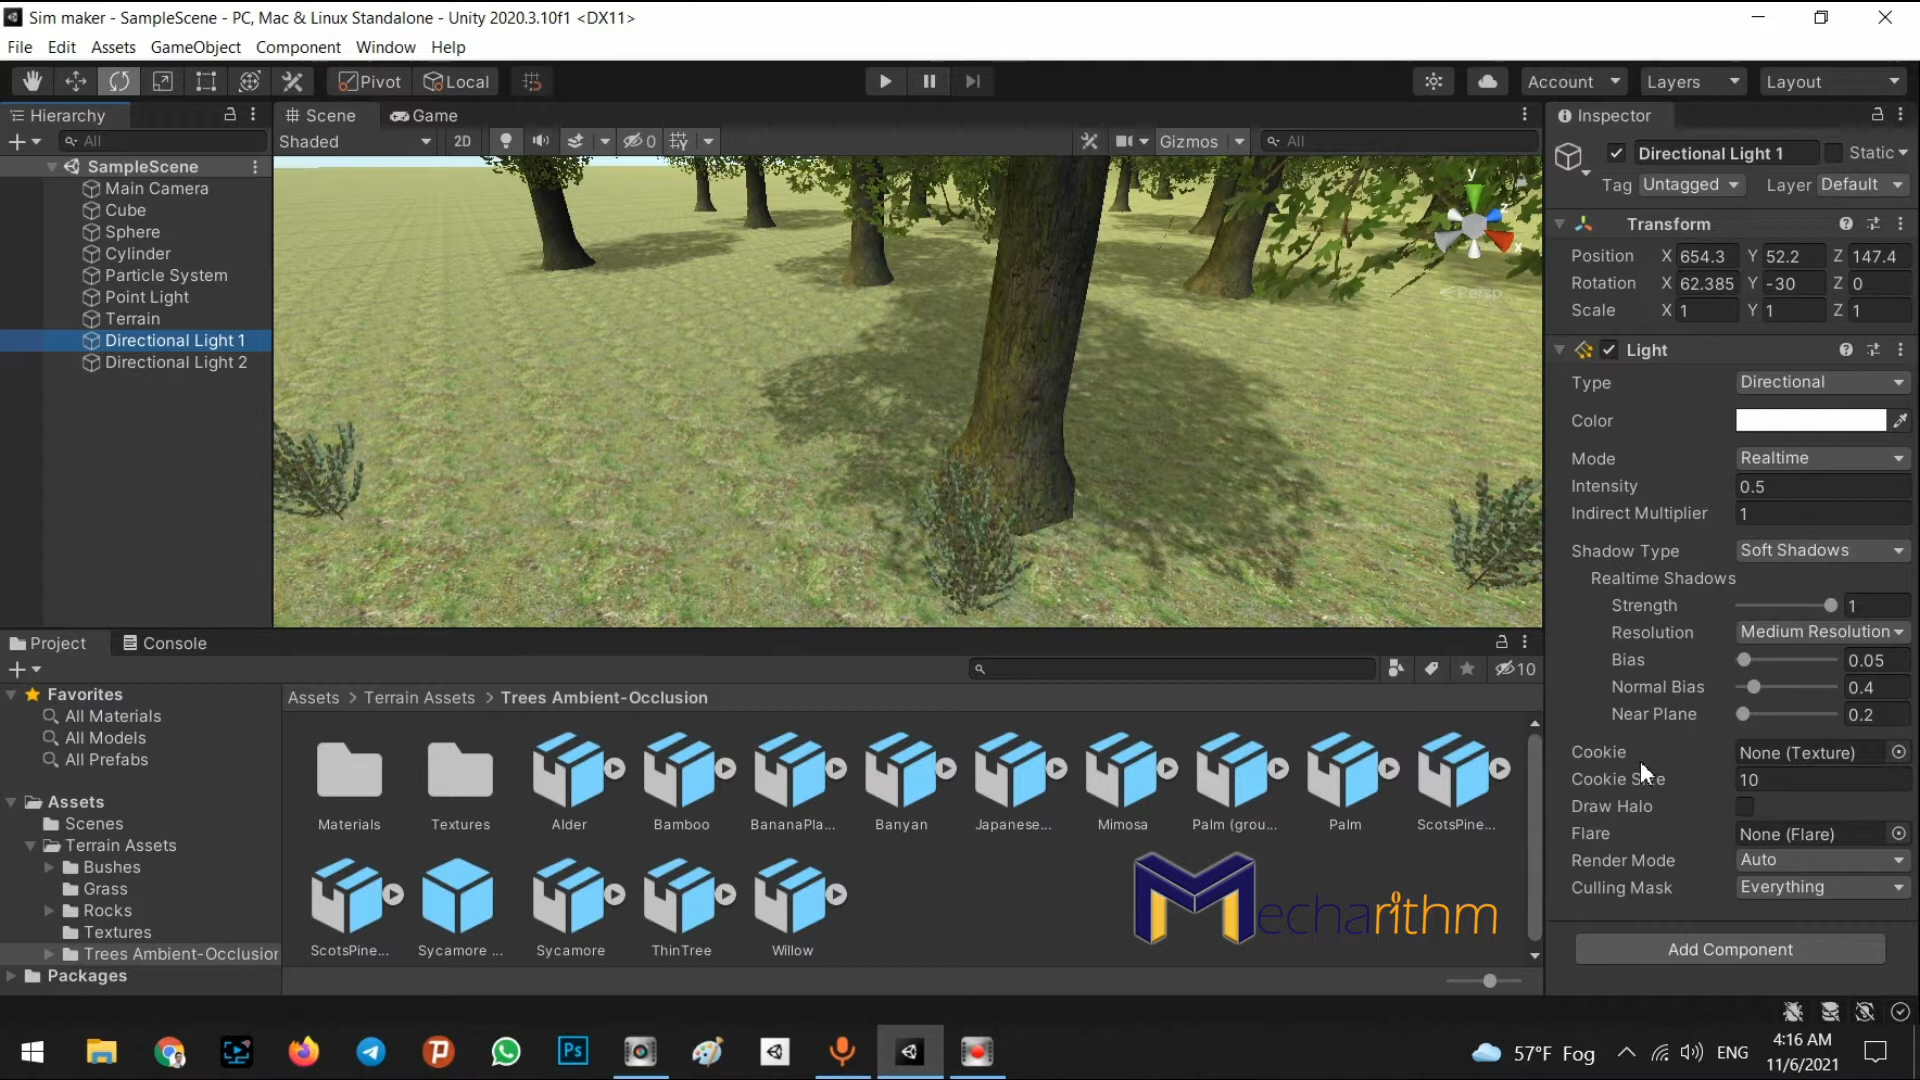 Sim maker - SampleScene - PC, Mac & Linux Standalone - Unity 2020.3.10f1 <DX11>
File Edit Assets GameObject Component Window Help
Pivot Local Account Layers Layout
Hierarchy
All
SampleScene
Main Camera
Cube
Sphere
Cylinder
Particle System
Point Light
Terrain
Directional Light 1
Directional Light 2
Scene Game
Shaded 2D 0 Gizmos All
y
z
x
Persp
Inspector
Directional Light 1 Static
Tag Untagged Layer Default
Transform
Position X 654.3 Y 52.2 Z 147.4
Rotation X 62.385 Y -30 Z 0
Scale X 1 Y 1 Z 1
Light
Type Directional
Color
Mode Realtime
Intensity 0.5
Indirect Multiplier 1
Shadow Type Soft Shadows
Realtime Shadows
Strength 1
Resolution Medium Resolution
Bias 0.05
Normal Bias 0.4
Near Plane 0.2
Cookie None (Texture)
Cookie Size 10
Draw Halo
Flare None (Flare)
Render Mode Auto
Culling Mask Everything
Add Component
Project Console
10
Favorites
All Materials
All Models
All Prefabs
Assets
Scenes
Terrain Assets
Bushes
Grass
Rocks
Textures
Trees Ambient-Occlusion
Packages
Assets > Terrain Assets > Trees Ambient-Occlusion
Materials Textures Alder Bamboo BananaPla... Banyan Japanese... Mimosa Palm (grou... Palm ScotsPine...
ScotsPine... Sycamore ... Sycamore ThinTree Willow
Mecharithm
Ps
57°F Fog ENG
4:16 AM
11/6/2021